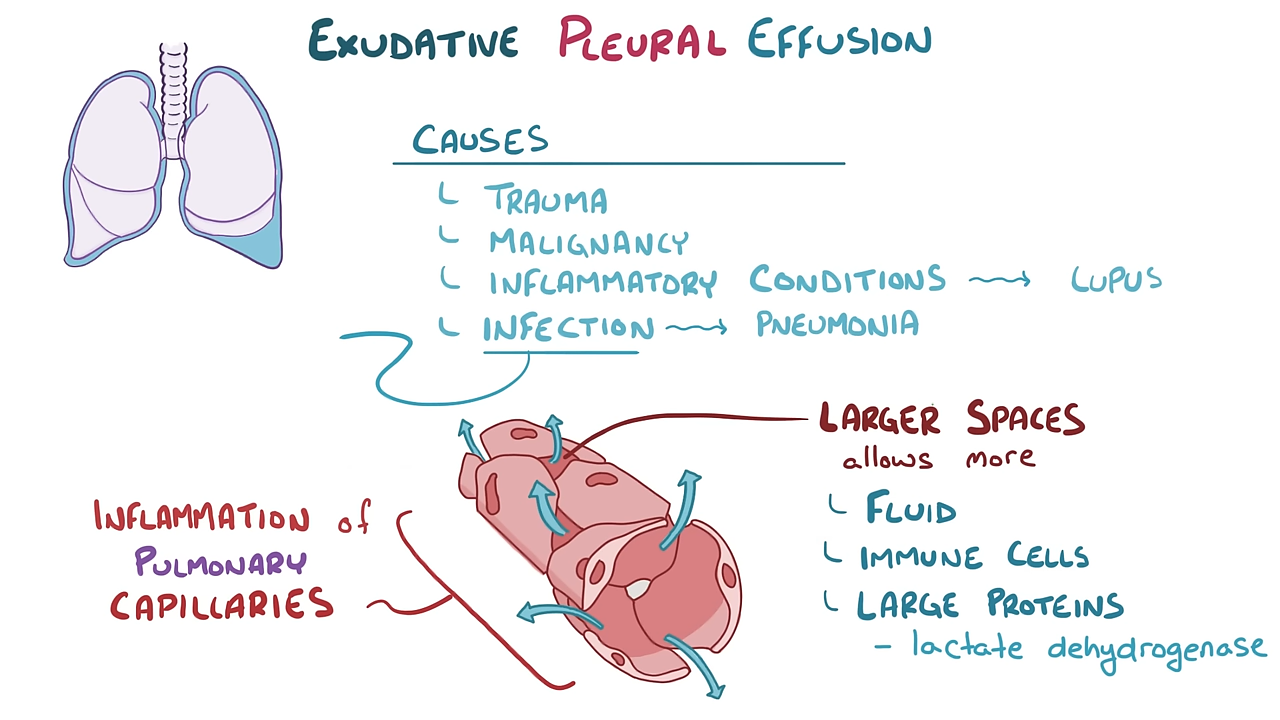 EXUDATIVE PLEURAL EFFUSION
CAUSES
TRAUMA
MALIGNANCY
INFLAMMATORY CONDITIONS → LUPUS
INFECTION → PNEUMONIA
INFLAMMATION of
PULMONARY
CAPILLARIES
LARGER SPACES
allows more
FLUID
IMMUNE CELLS
LARGE PROTEINS
- lactate dehydrogenase